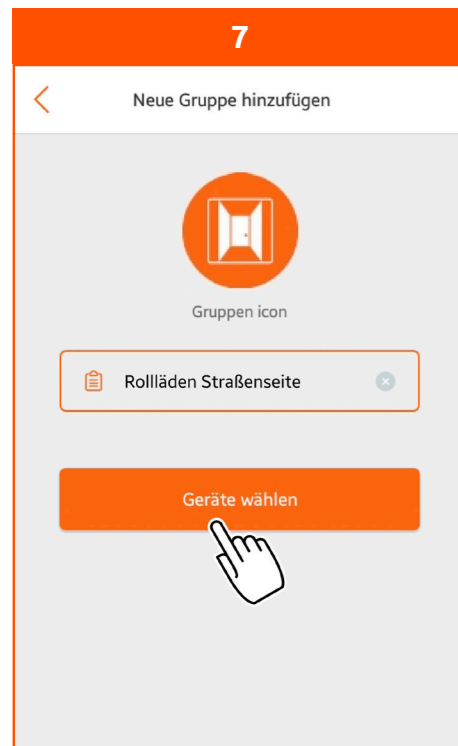 7
Neue Gruppe hinzufügen
Gruppen icon
Rollläden Straßenseite
Geräte wählen